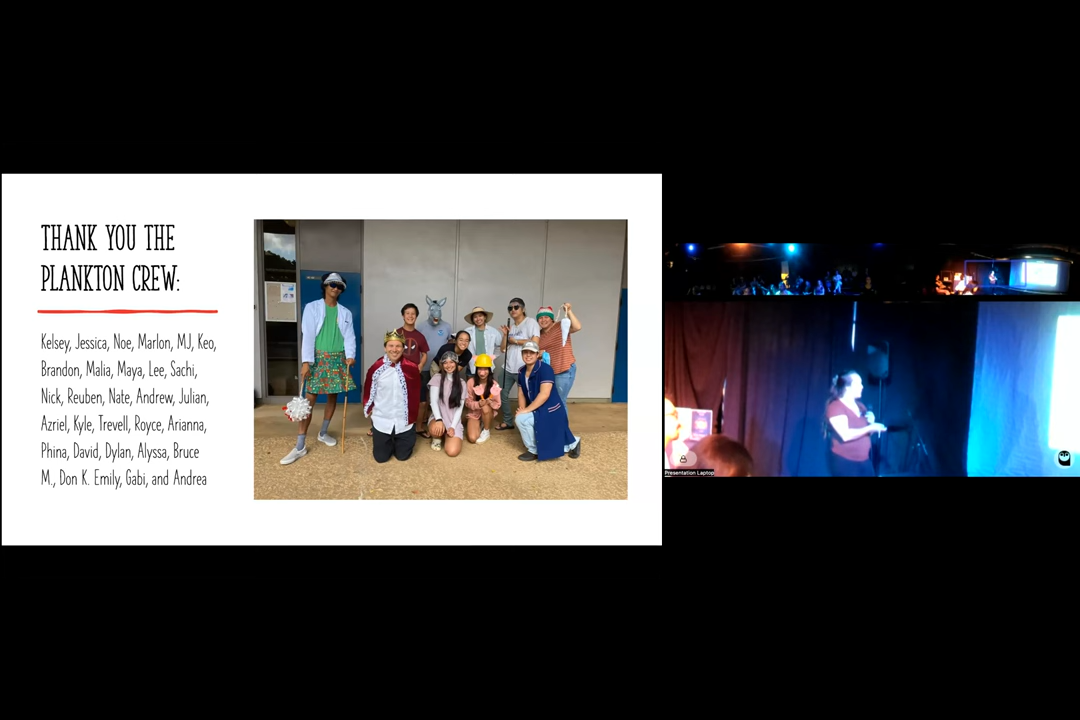 THANK YOU THE
PLANKTON CREW:
Kelsey, Jessica, Noe, Marlon, MJ, Keo,
Brandon, Malia, Maya, Lee, Sachi,
Nick, Reuben, Nate, Andrew, Julian,
Azriel, Kyle, Trevell, Royce, Arianna,
Phina, David, Dylan, Alyssa, Bruce
M., Don K. Emily, Gabi, and Andrea
Presentation Laptop